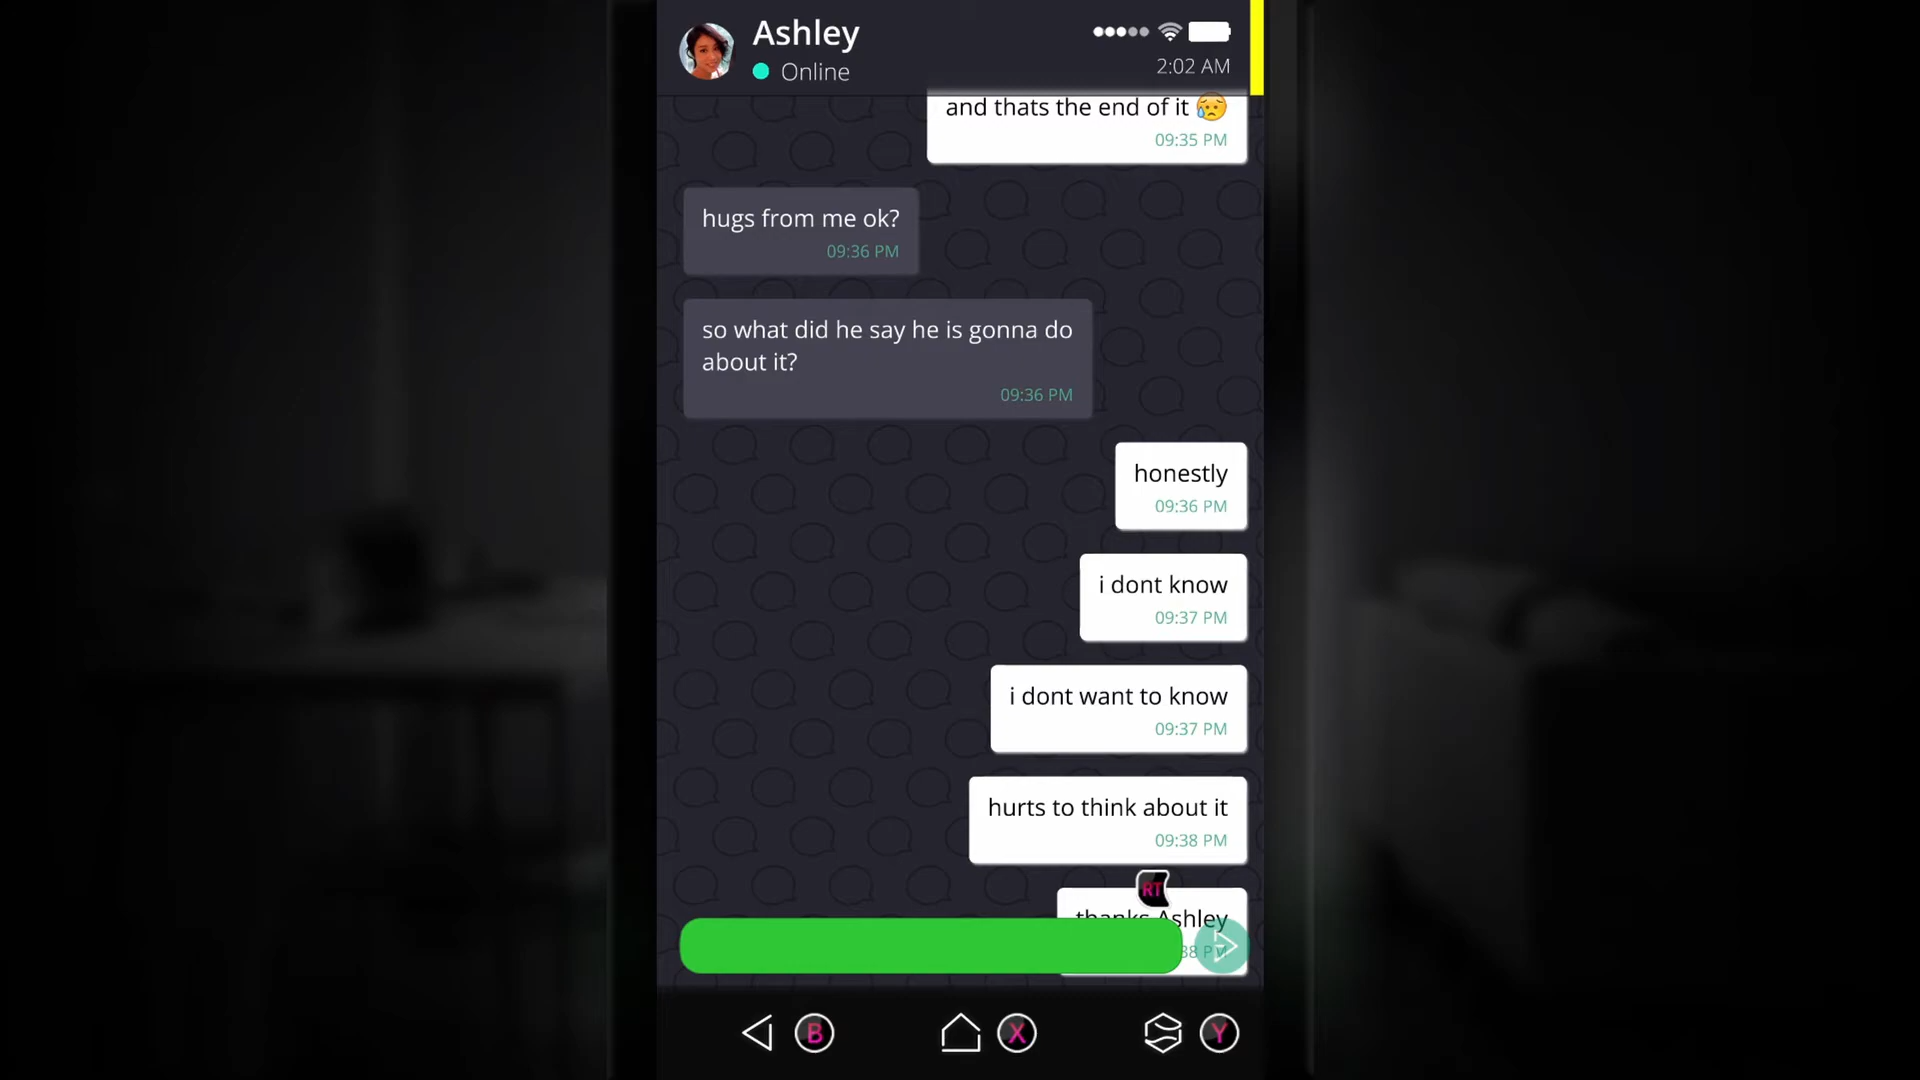 Ashley
Online
2:02 AM
and thats the end of it
09:35 PM
hugs from me ok?
09:36 PM
so what did he say he is gonna do
about it?
09:36 PM
honestly
09:36 PM
i dont know
09:37 PM
i dont want to know
09:37 PM
hurts to think about it
09:38 PM
RT
thanks Ashley
B
X
Y